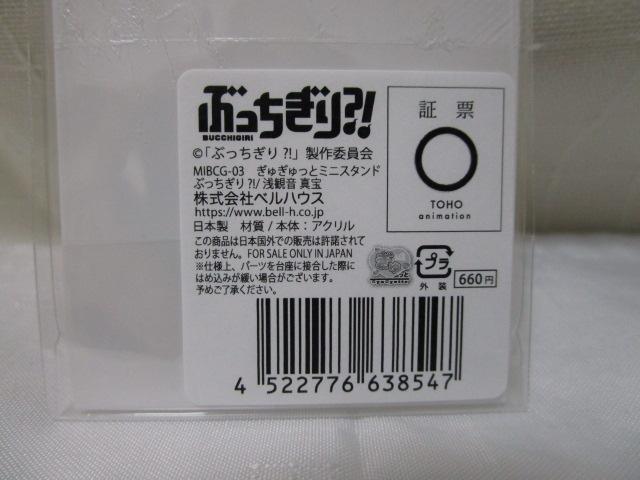 ぶっちぎり?!
BUCCHIGIRI
©「ぶっちぎり?!」製作委員会
MIBCG-03 ぎゅぎゅっとミニスタンド
ぶっちぎり?!/浅観音 真宝
株式会社ベルハウス
https://www.bell-h.co.jp
日本製 材質/本体：アクリル
この商品は日本国外での販売は許諾されて
おりません。FOR SALE ONLY IN JAPAN
※仕様上、パーツを台座に接合した際に
はめ込みが緩い場合がございます。
予めご了承ください。
証票
TOHO
animation
プラ
外装
660円
4 522776 638547